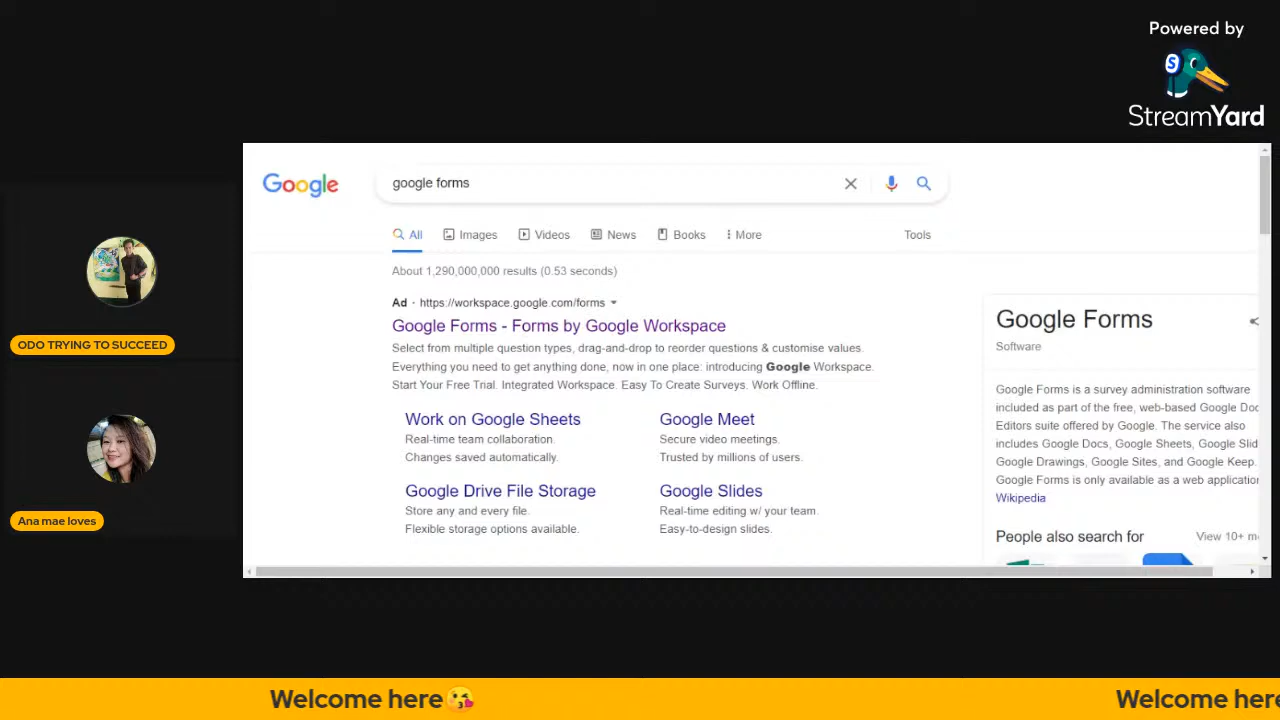 Powered by
StreamYard
Google
google forms
All
Images
Videos
News
Books
More
Tools
About 1,290,000,000 results (0.53 seconds)
Ad · https://workspace.google.com/forms
Google Forms - Forms by Google Workspace
Select from multiple question types, drag-and-drop to reorder questions & customise values.
Everything you need to get anything done, now in one place: introducing Google Workspace.
Start Your Free Trial. Integrated Workspace. Easy To Create Surveys. Work Offline.
Work on Google Sheets
Real-time team collaboration.
Changes saved automatically.
Google Meet
Secure video meetings.
Trusted by millions of users.
Google Drive File Storage
Store any and every file.
Flexible storage options available.
Google Slides
Real-time editing w/ your team.
Easy-to-design slides.
Google Forms
Software
Google Forms is a survey administration software
included as part of the free, web-based Google Doc
Editors suite offered by Google. The service also
includes Google Docs, Google Sheets, Google Slid
Google Drawings, Google Sites, and Google Keep.
Google Forms is only available as a web application
Wikipedia
People also search for
View 10+ m
ODO TRYING TO SUCCEED
Ana mae loves
Welcome here😘
Welcome here